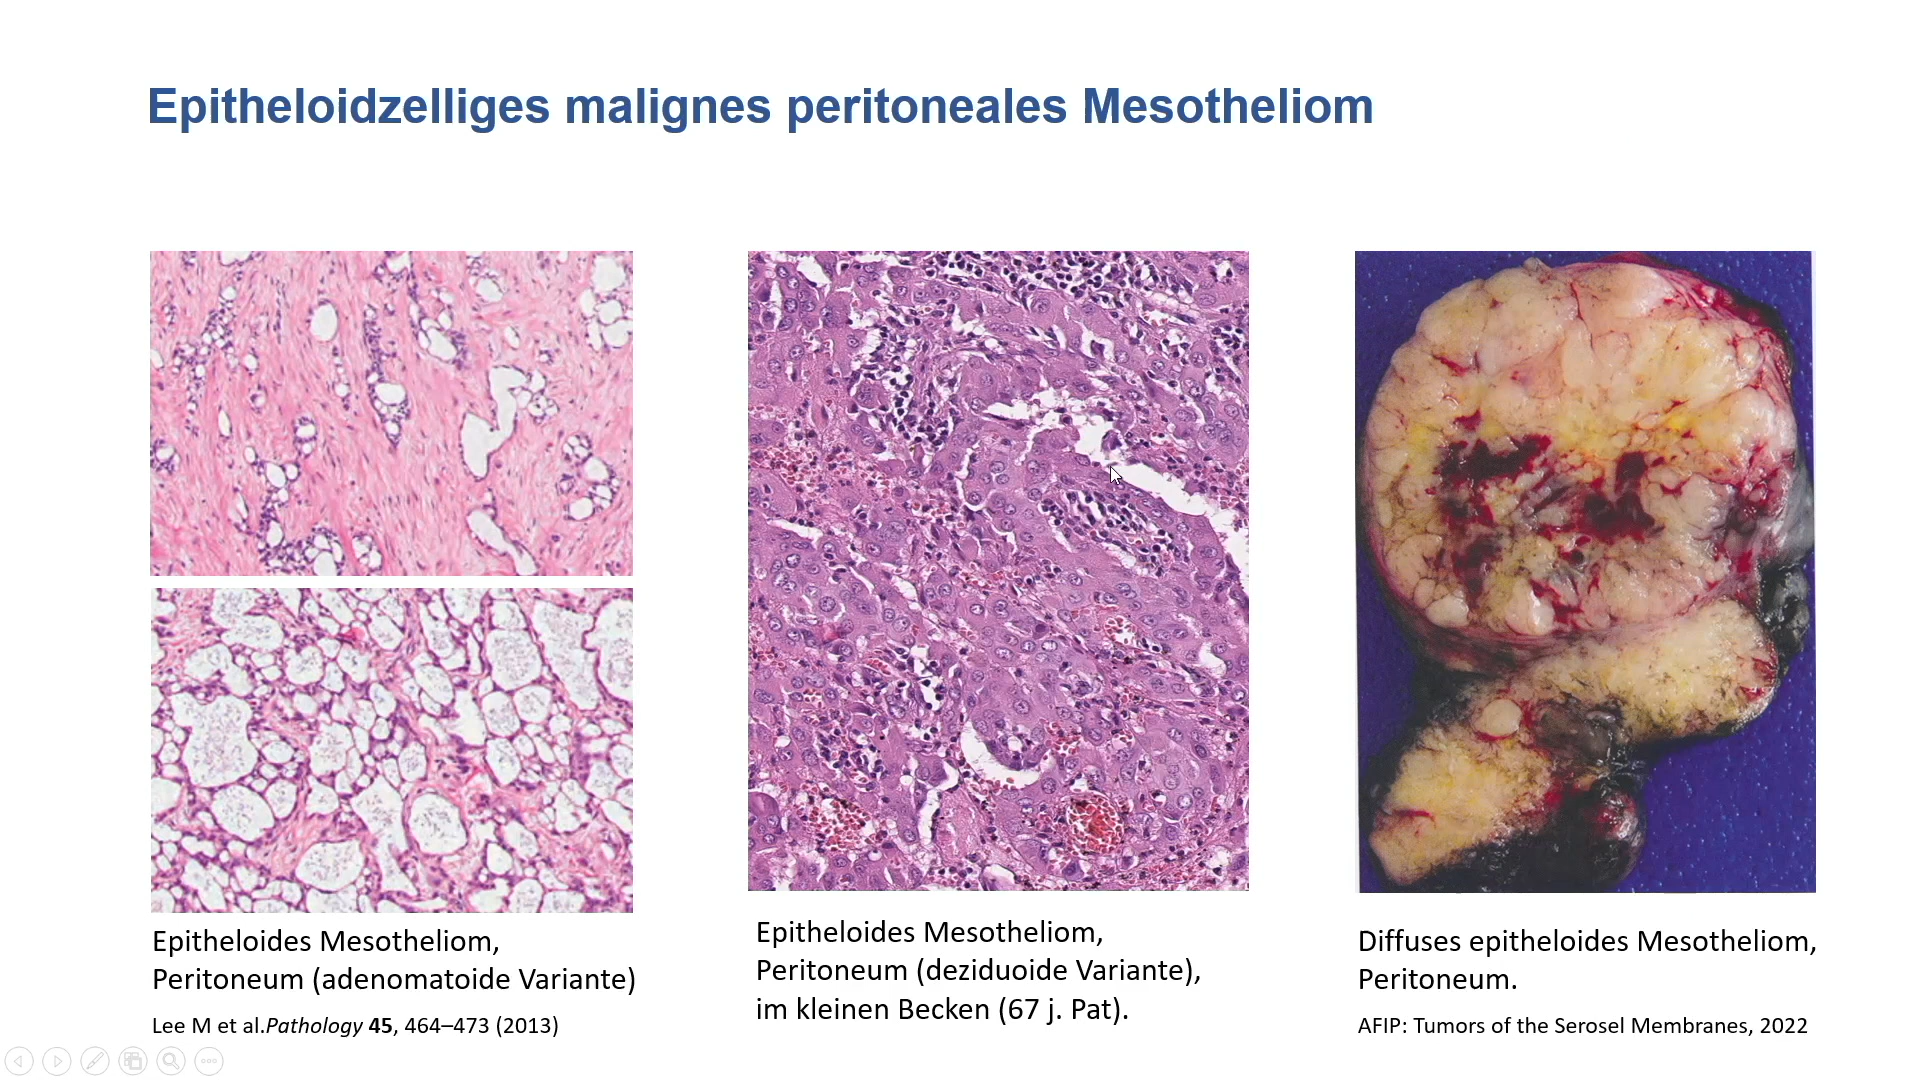 Epitheloidzelliges malignes peritoneales Mesotheliom
Epitheloides Mesotheliom,
Peritoneum (adenomatoide Variante)
Lee M et al.Pathology 45, 464–473 (2013)
Epitheloides Mesotheliom,
Peritoneum (deziduoide Variante),
im kleinen Becken (67 j. Pat).
Diffuses epitheloides Mesotheliom,
Peritoneum.
AFIP: Tumors of the Serosel Membranes, 2022